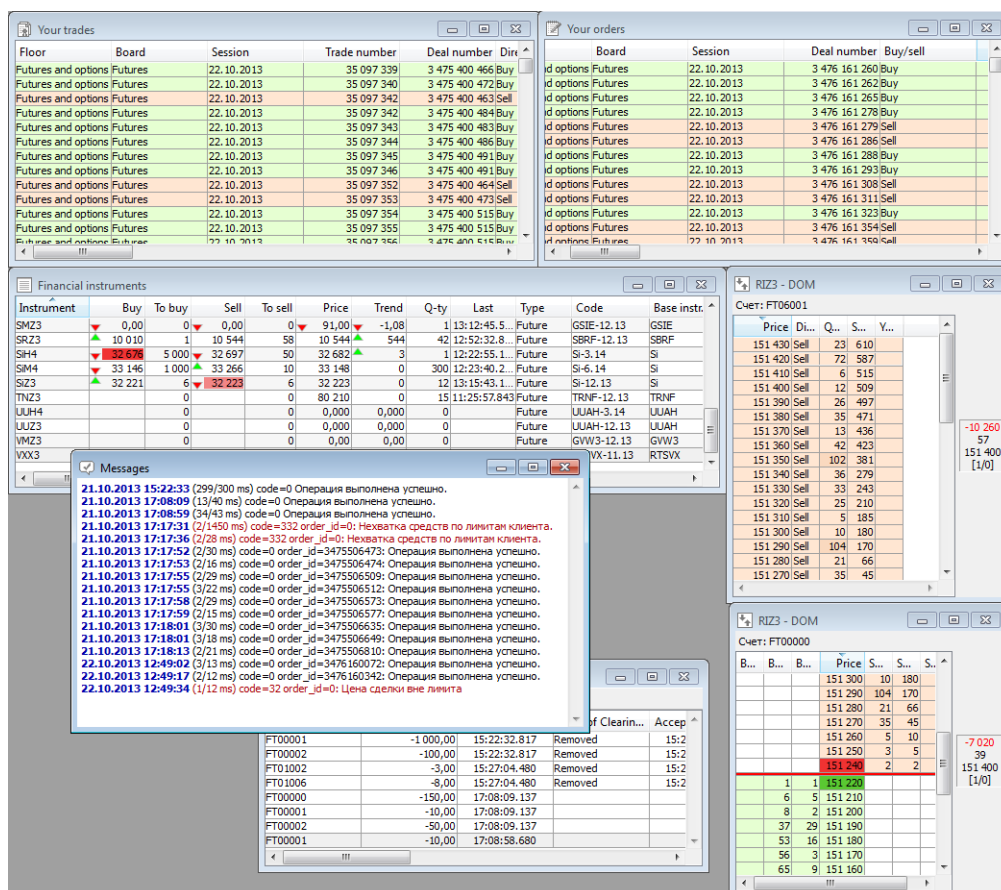 Your trades
Floor Board Session Trade number Deal number Dire
Futures and options Futures 22.10.2013 35 097 339 3 475 400 466 Buy
Futures and options Futures 22.10.2013 35 097 340 3 475 400 472 Buy
Futures and options Futures 22.10.2013 35 097 342 3 475 400 463 Sell
Futures and options Futures 22.10.2013 35 097 342 3 475 400 484 Buy
Futures and options Futures 22.10.2013 35 097 343 3 475 400 483 Buy
Futures and options Futures 22.10.2013 35 097 344 3 475 400 486 Buy
Futures and options Futures 22.10.2013 35 097 345 3 475 400 491 Buy
Futures and options Futures 22.10.2013 35 097 346 3 475 400 491 Buy
Futures and options Futures 22.10.2013 35 097 352 3 475 400 464 Sell
Futures and options Futures 22.10.2013 35 097 353 3 475 400 473 Sell
Futures and options Futures 22.10.2013 35 097 354 3 475 400 515 Buy
Futures and options Futures 22.10.2013 35 097 355 3 475 400 515 Buy
Futures and options Futures 22.10.2013 35 097 356 3 475 400 515 Buy
Your orders
Board Session Deal number Buy/sell
nd options Futures 22.10.2013 3 476 161 260 Buy
nd options Futures 22.10.2013 3 476 161 262 Buy
nd options Futures 22.10.2013 3 476 161 265 Buy
nd options Futures 22.10.2013 3 476 161 278 Buy
nd options Futures 22.10.2013 3 476 161 279 Sell
nd options Futures 22.10.2013 3 476 161 286 Sell
nd options Futures 22.10.2013 3 476 161 288 Buy
nd options Futures 22.10.2013 3 476 161 293 Buy
nd options Futures 22.10.2013 3 476 161 308 Sell
nd options Futures 22.10.2013 3 476 161 311 Sell
nd options Futures 22.10.2013 3 476 161 323 Buy
nd options Futures 22.10.2013 3 476 161 354 Sell
nd options Futures 22.10.2013 3 476 161 359 Sell
Financial instruments
Instrument Buy To buy Sell To sell Price Trend Q-ty Last Type Code Base instr.
SMZ3 0,00 0 0,00 0 91,00 -1,08 1 13:12:45.5... Future GSIE-12.13 GSIE
SRZ3 10 010 1 10 544 58 10 544 544 42 12:52:32.8... Future SBRF-12.13 SBRF
SiH4 32 676 5 000 32 697 50 32 682 3 1 12:22:55.1... Future Si-3.14 Si
SiM4 33 146 1 000 33 266 10 33 148 0 300 12:23:40.2... Future Si-6.14 Si
SiZ3 32 221 6 32 223 6 32 223 0 12 13:15:43.1... Future Si-12.13 Si
TNZ3 0 0 80 210 0 15 11:25:57.843 Future TRNF-12.13 TRNF
UUH4 0 0 0,000 0,000 0 Future UUAH-3.14 UUAH
UUZ3 0 0 0,000 0,000 0 Future UUAH-12.13 UUAH
VMZ3 0 0 0,00 0,00 0 Future GVW3-12.13 GVW3
VXX3 VX-11.13 RTSVX
Messages
21.10.2013 15:22:33 (299/300 ms) code=0 Операция выполнена успешно.
21.10.2013 17:08:09 (13/40 ms) code=0 Операция выполнена успешно.
21.10.2013 17:08:59 (34/43 ms) code=0 Операция выполнена успешно.
21.10.2013 17:17:31 (2/1450 ms) code=332 order_id=0: Нехватка средств по лимитам клиента.
21.10.2013 17:17:36 (2/28 ms) code=332 order_id=0: Нехватка средств по лимитам клиента.
21.10.2013 17:17:52 (2/30 ms) code=0 order_id=3475506473: Операция выполнена успешно.
21.10.2013 17:17:53 (2/16 ms) code=0 order_id=3475506474: Операция выполнена успешно.
21.10.2013 17:17:55 (2/29 ms) code=0 order_id=3475506509: Операция выполнена успешно.
21.10.2013 17:17:55 (3/22 ms) code=0 order_id=3475506512: Операция выполнена успешно.
21.10.2013 17:17:58 (2/29 ms) code=0 order_id=3475506573: Операция выполнена успешно.
21.10.2013 17:17:59 (2/15 ms) code=0 order_id=3475506577: Операция выполнена успешно.
21.10.2013 17:18:01 (3/30 ms) code=0 order_id=3475506635: Операция выполнена успешно.
21.10.2013 17:18:01 (3/18 ms) code=0 order_id=3475506649: Операция выполнена успешно.
21.10.2013 17:18:13 (2/21 ms) code=0 order_id=3475506810: Операция выполнена успешно.
22.10.2013 12:49:02 (3/13 ms) code=0 order_id=3476160072: Операция выполнена успешно.
22.10.2013 12:49:17 (2/12 ms) code=0 order_id=3476160342: Операция выполнена успешно.
22.10.2013 12:49:34 (1/12 ms) code=32 order_id=0: Цена сделки вне лимита
of Clearin... Accep
FT00001 -1 000,00 15:22:32.817 Removed 15:2
FT00002 -100,00 15:22:32.817 Removed 15:2
FT01002 -3,00 15:27:04.480 Removed 15:2
FT01006 -8,00 15:27:04.480 Removed 15:2
FT00000 -150,00 17:08:09.137
FT00001 -10,00 17:08:09.137
FT00002 -50,00 17:08:09.137
FT00001 -10,00 17:08:58.680
RIZ3 - DOM
Счет: FT06001
Price Di... Q... S... Y...
151 430 Sell 23 610
151 420 Sell 72 587
151 410 Sell 6 515
151 400 Sell 12 509
151 390 Sell 26 497
151 380 Sell 35 471
151 370 Sell 13 436
151 360 Sell 42 423
151 350 Sell 102 381
151 340 Sell 36 279
151 330 Sell 33 243
151 320 Sell 25 210
151 310 Sell 5 185
151 300 Sell 10 180
151 290 Sell 104 170
151 280 Sell 21 66
151 270 Sell 35 45
-10 260
57
151 400
[1/0]
RIZ3 - DOM
Счет: FT00000
B... B... B... Price S... S... S..
151 300 10 180
151 290 104 170
151 280 21 66
151 270 35 45
151 260 5 10
151 250 3 5
151 240 2 2
1 1 151 220
6 5 151 210
8 2 151 200
37 29 151 190
53 16 151 180
56 3 151 170
65 9 151 160
-7 020
39
151 400
[1/0]